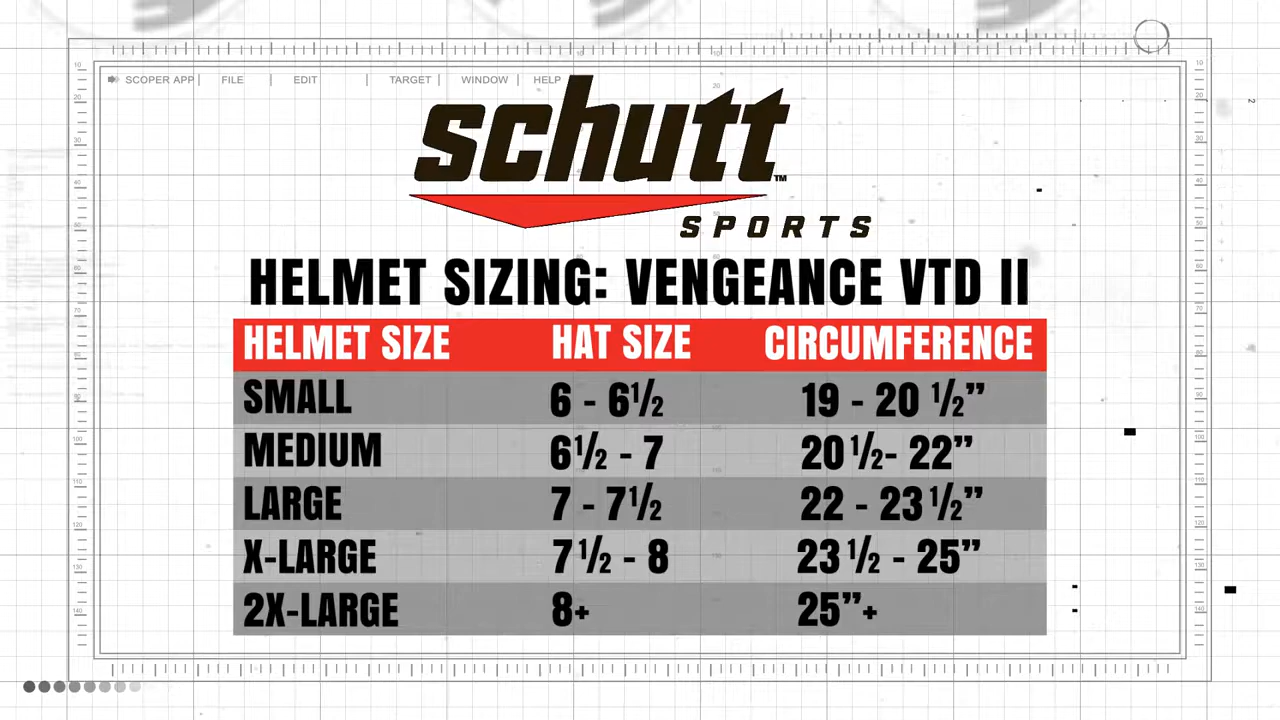 SCOPER APP | FILE | EDIT | TARGET | WINDOW | HELP
schutt™
SPORTS
HELMET SIZING: VENGEANCE VTD II
HELMET SIZE HAT SIZE CIRCUMFERENCE
SMALL 6 - 6½ 19 - 20 ½”
MEDIUM 6½ - 7 20 ½- 22”
LARGE 7 - 7½ 22 - 23 ½”
X-LARGE 7 ½ - 8 23 ½ - 25”
2X-LARGE 8+ 25”+